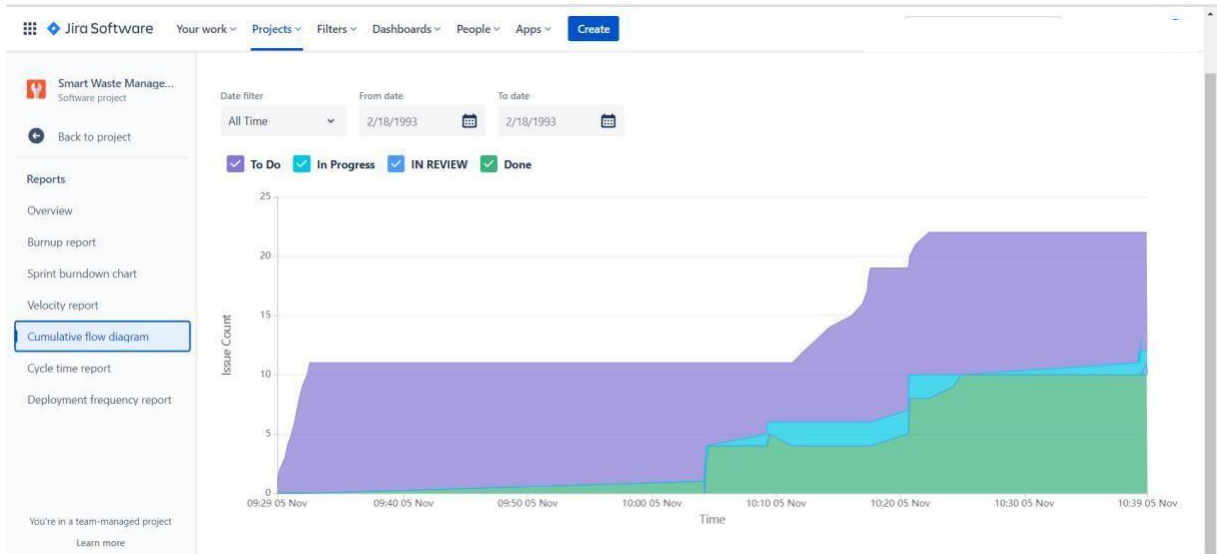 Jira Software Your work Projects Filters Dashboards People Apps Create
Smart Waste Manage...
Software project
Back to project
Reports
Overview
Burnup report
Sprint burndown chart
Velocity report
Cumulative flow diagram
Cycle time report
Deployment frequency report
You're in a team-managed project
Learn more
Date filter From date To date
All Time 2/18/1993 2/18/1993
To Do In Progress IN REVIEW Done
Issue Count
25
20
15
10
5
0
09:29 05 Nov 09:40 05 Nov 09:50 05 Nov 10:00 05 Nov 10:10 05 Nov 10:20 05 Nov 10:30 05 Nov 10:39 05 Nov
Time